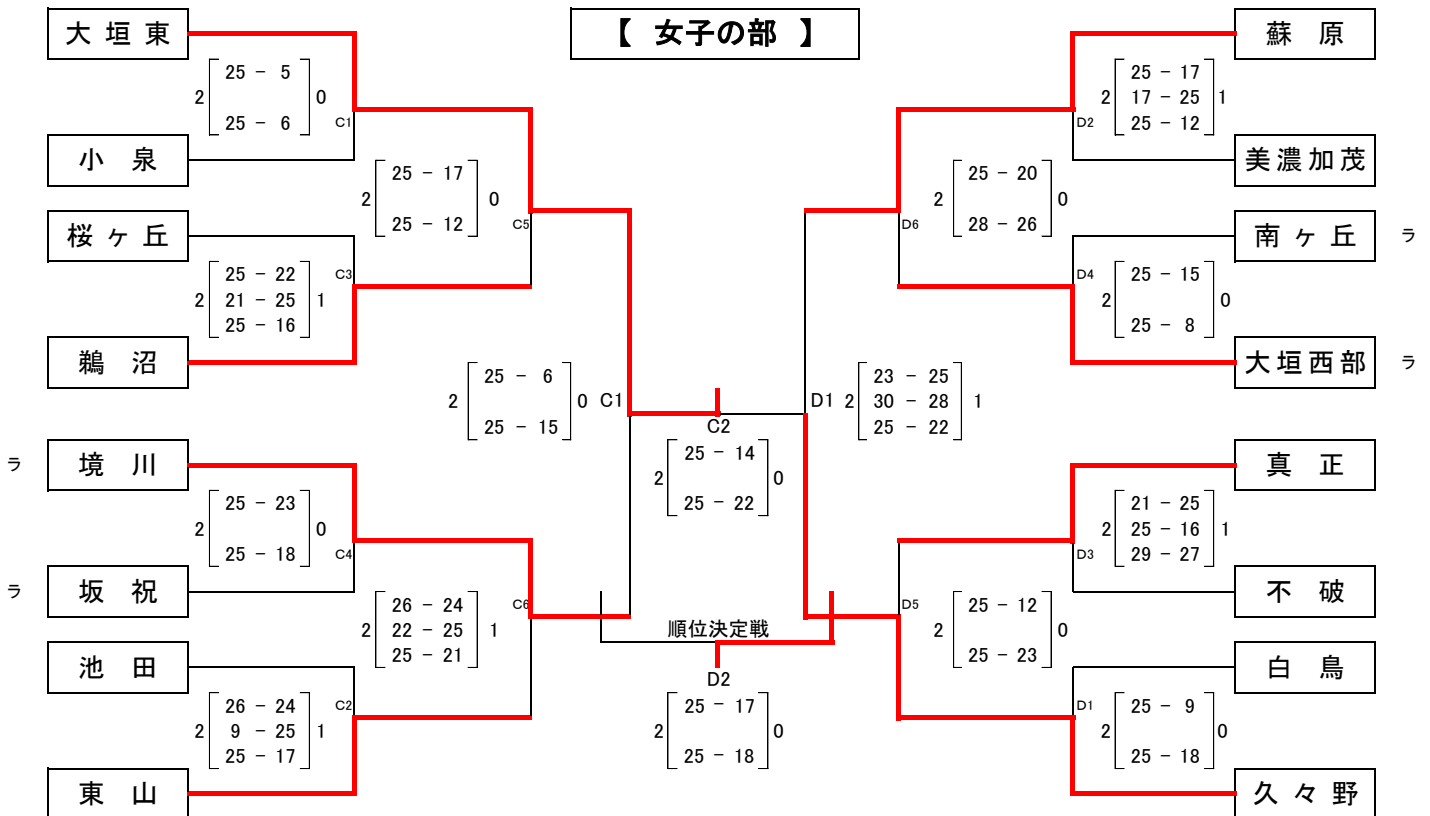 【 女子の部 】
大垣東
2 25 - 5 0
25 - 6
C1
小泉
2 25 - 17 0
25 - 12
C5
桜ヶ丘
2 25 - 22 1
21 - 25
25 - 16
C3
鵜沼
2 25 - 6 0
25 - 15
C1
ラ 境川
2 25 - 23 0
25 - 18
C4
ラ 坂祝
2 26 - 24 1
22 - 25
25 - 21
C6
池田
2 26 - 24 1
9 - 25
25 - 17
C2
東山
C2
2 25 - 14 0
25 - 22
順位決定戦
D2
2 25 - 17 0
25 - 18
蘇原
2 25 - 17 1
17 - 25
25 - 12
D2
美濃加茂
2 25 - 20 0
28 - 26
D6
南ヶ丘 ラ
2 25 - 15 0
25 - 8
D4
大垣西部 ラ
D1 2 23 - 25 1
30 - 28
25 - 22
真正
2 21 - 25 1
25 - 16
29 - 27
D3
不破
2 25 - 12 0
25 - 23
D5
白鳥
2 25 - 9 0
25 - 18
D1
久々野